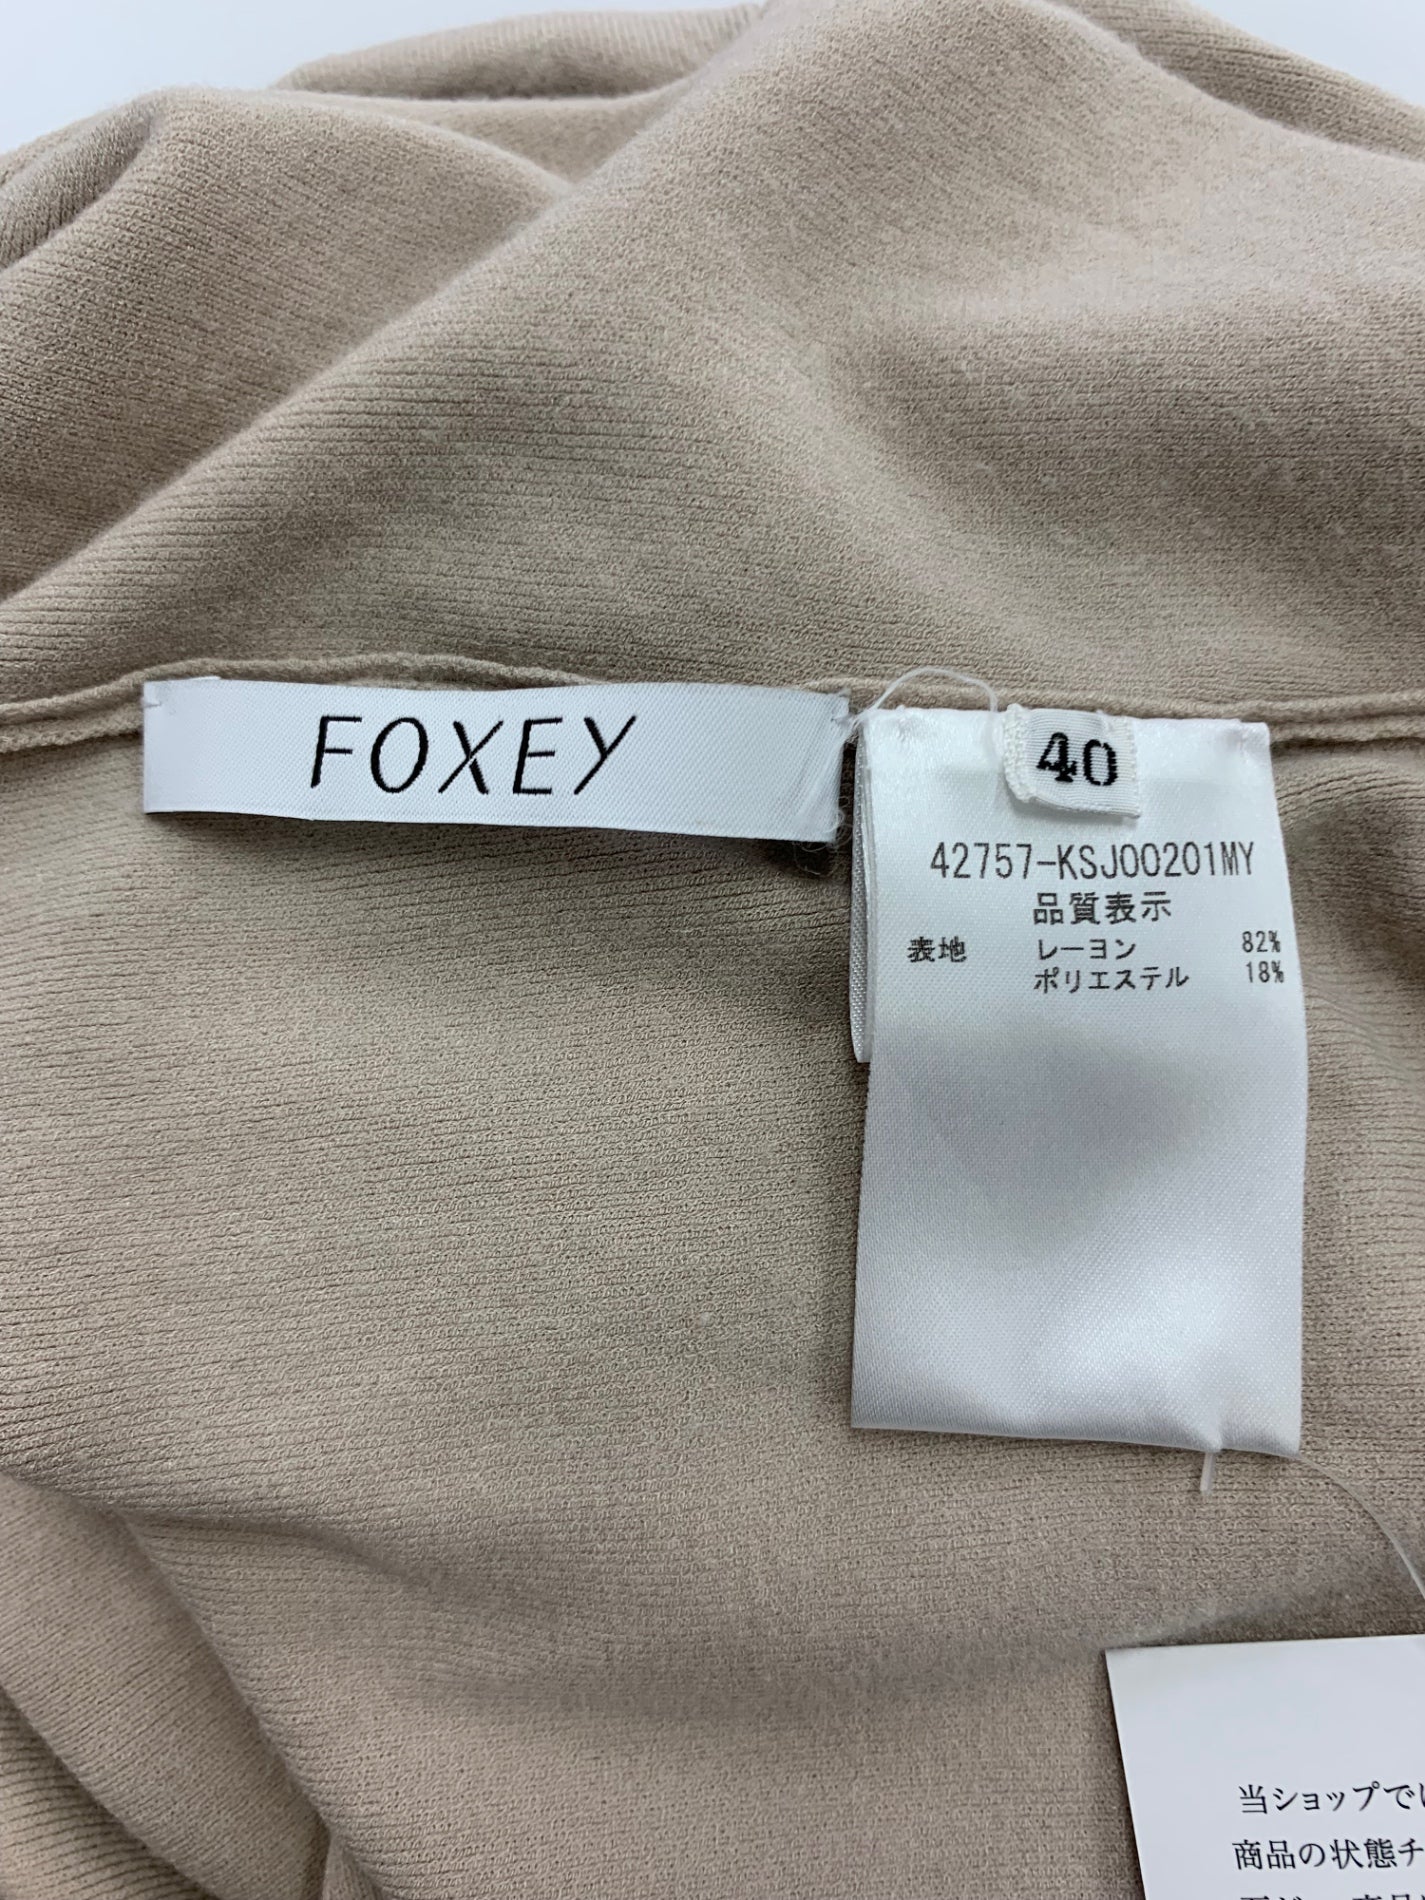 FOXEY
40
42757-KSJ00201MY
品質表示
表地 レーヨン 82%
ポリエステル 18%
当ショップで
商品の状態チ